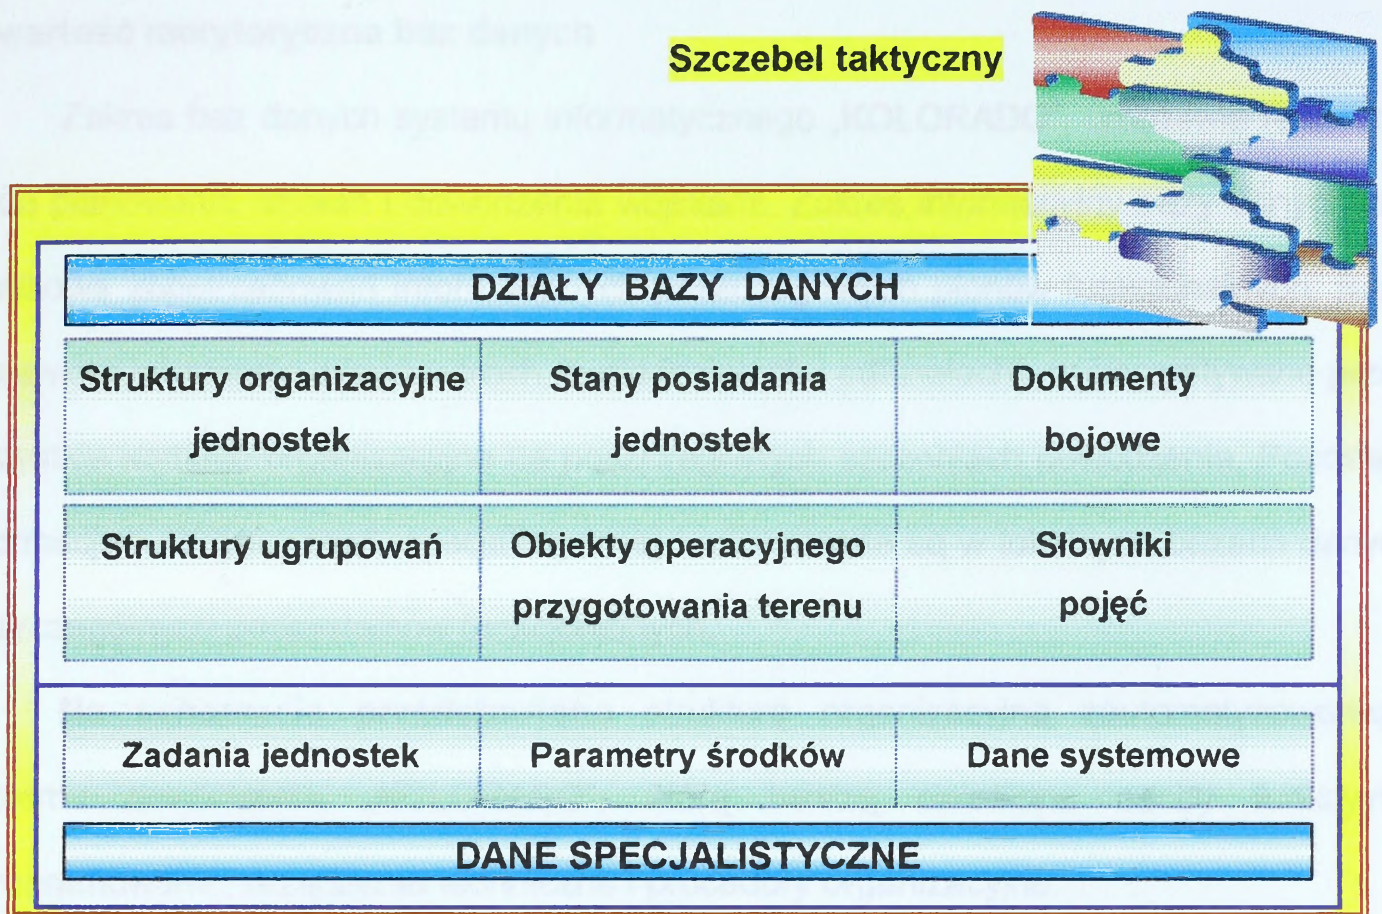 Szczebel taktyczny
DZIAŁY BAZY DANYCH
Struktury organizacyjne jednostek
Stany posiadania jednostek
Dokumenty bojowe
Struktury ugrupowań
Obiekty operacyjnego przygotowania terenu
Słowniki pojęć
Zadania jednostek
Parametry środków
Dane systemowe
DANE SPECJALISTYCZNE